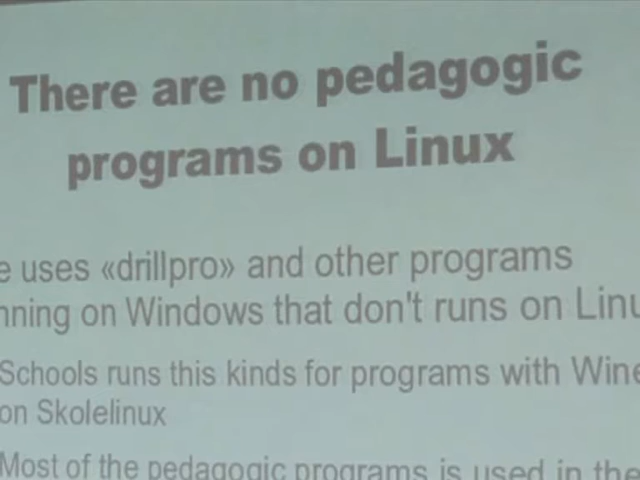 There are no pedagogic
programs on Linux
e uses «drillpro» and other programs
nning on Windows that don't runs on Linu
Schools runs this kinds for programs with Wine
on Skolelinux
Most of the pedagogic programs is used in the